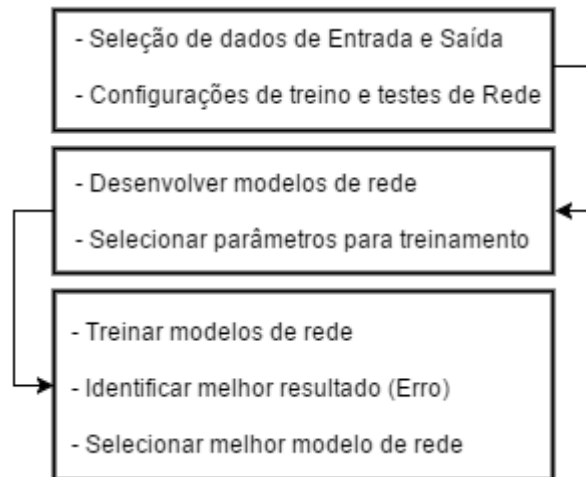 - Seleção de dados de Entrada e Saída
- Configurações de treino e testes de Rede
- Desenvolver modelos de rede
- Selecionar parâmetros para treinamento
- Treinar modelos de rede
- Identificar melhor resultado (Erro)
- Selecionar melhor modelo de rede